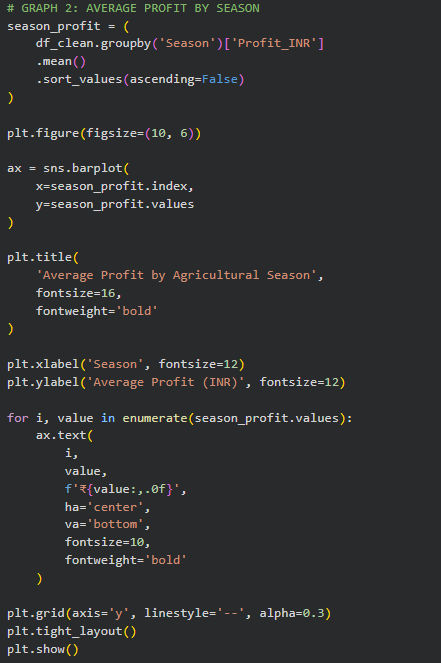 # GRAPH 2: AVERAGE PROFIT BY SEASON
season_profit = (
    df_clean.groupby('Season')['Profit_INR']
    .mean()
    .sort_values(ascending=False)
)

plt.figure(figsize=(10, 6))

ax = sns.barplot(
    x=season_profit.index,
    y=season_profit.values
)

plt.title(
    'Average Profit by Agricultural Season',
    fontsize=16,
    fontweight='bold'
)

plt.xlabel('Season', fontsize=12)
plt.ylabel('Average Profit (INR)', fontsize=12)

for i, value in enumerate(season_profit.values):
    ax.text(
        i,
        value,
        f'₹{value:,.0f}',
        ha='center',
        va='bottom',
        fontsize=10,
        fontweight='bold'
    )

plt.grid(axis='y', linestyle='--', alpha=0.3)
plt.tight_layout()
plt.show()